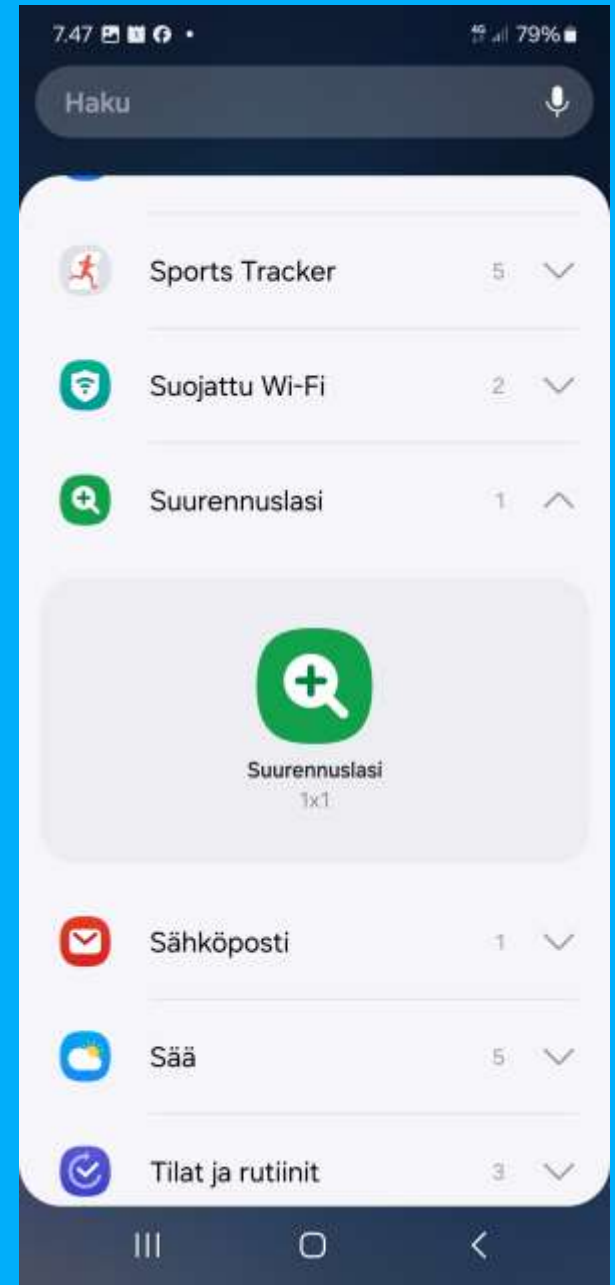 7.47
4G 79%
Haku
Sports Tracker 5
Suojattu Wi-Fi 2
Suurennuslasi 1
Suurennuslasi
1x1
Sähköposti 1
Sää 5
Tilat ja rutiinit 3